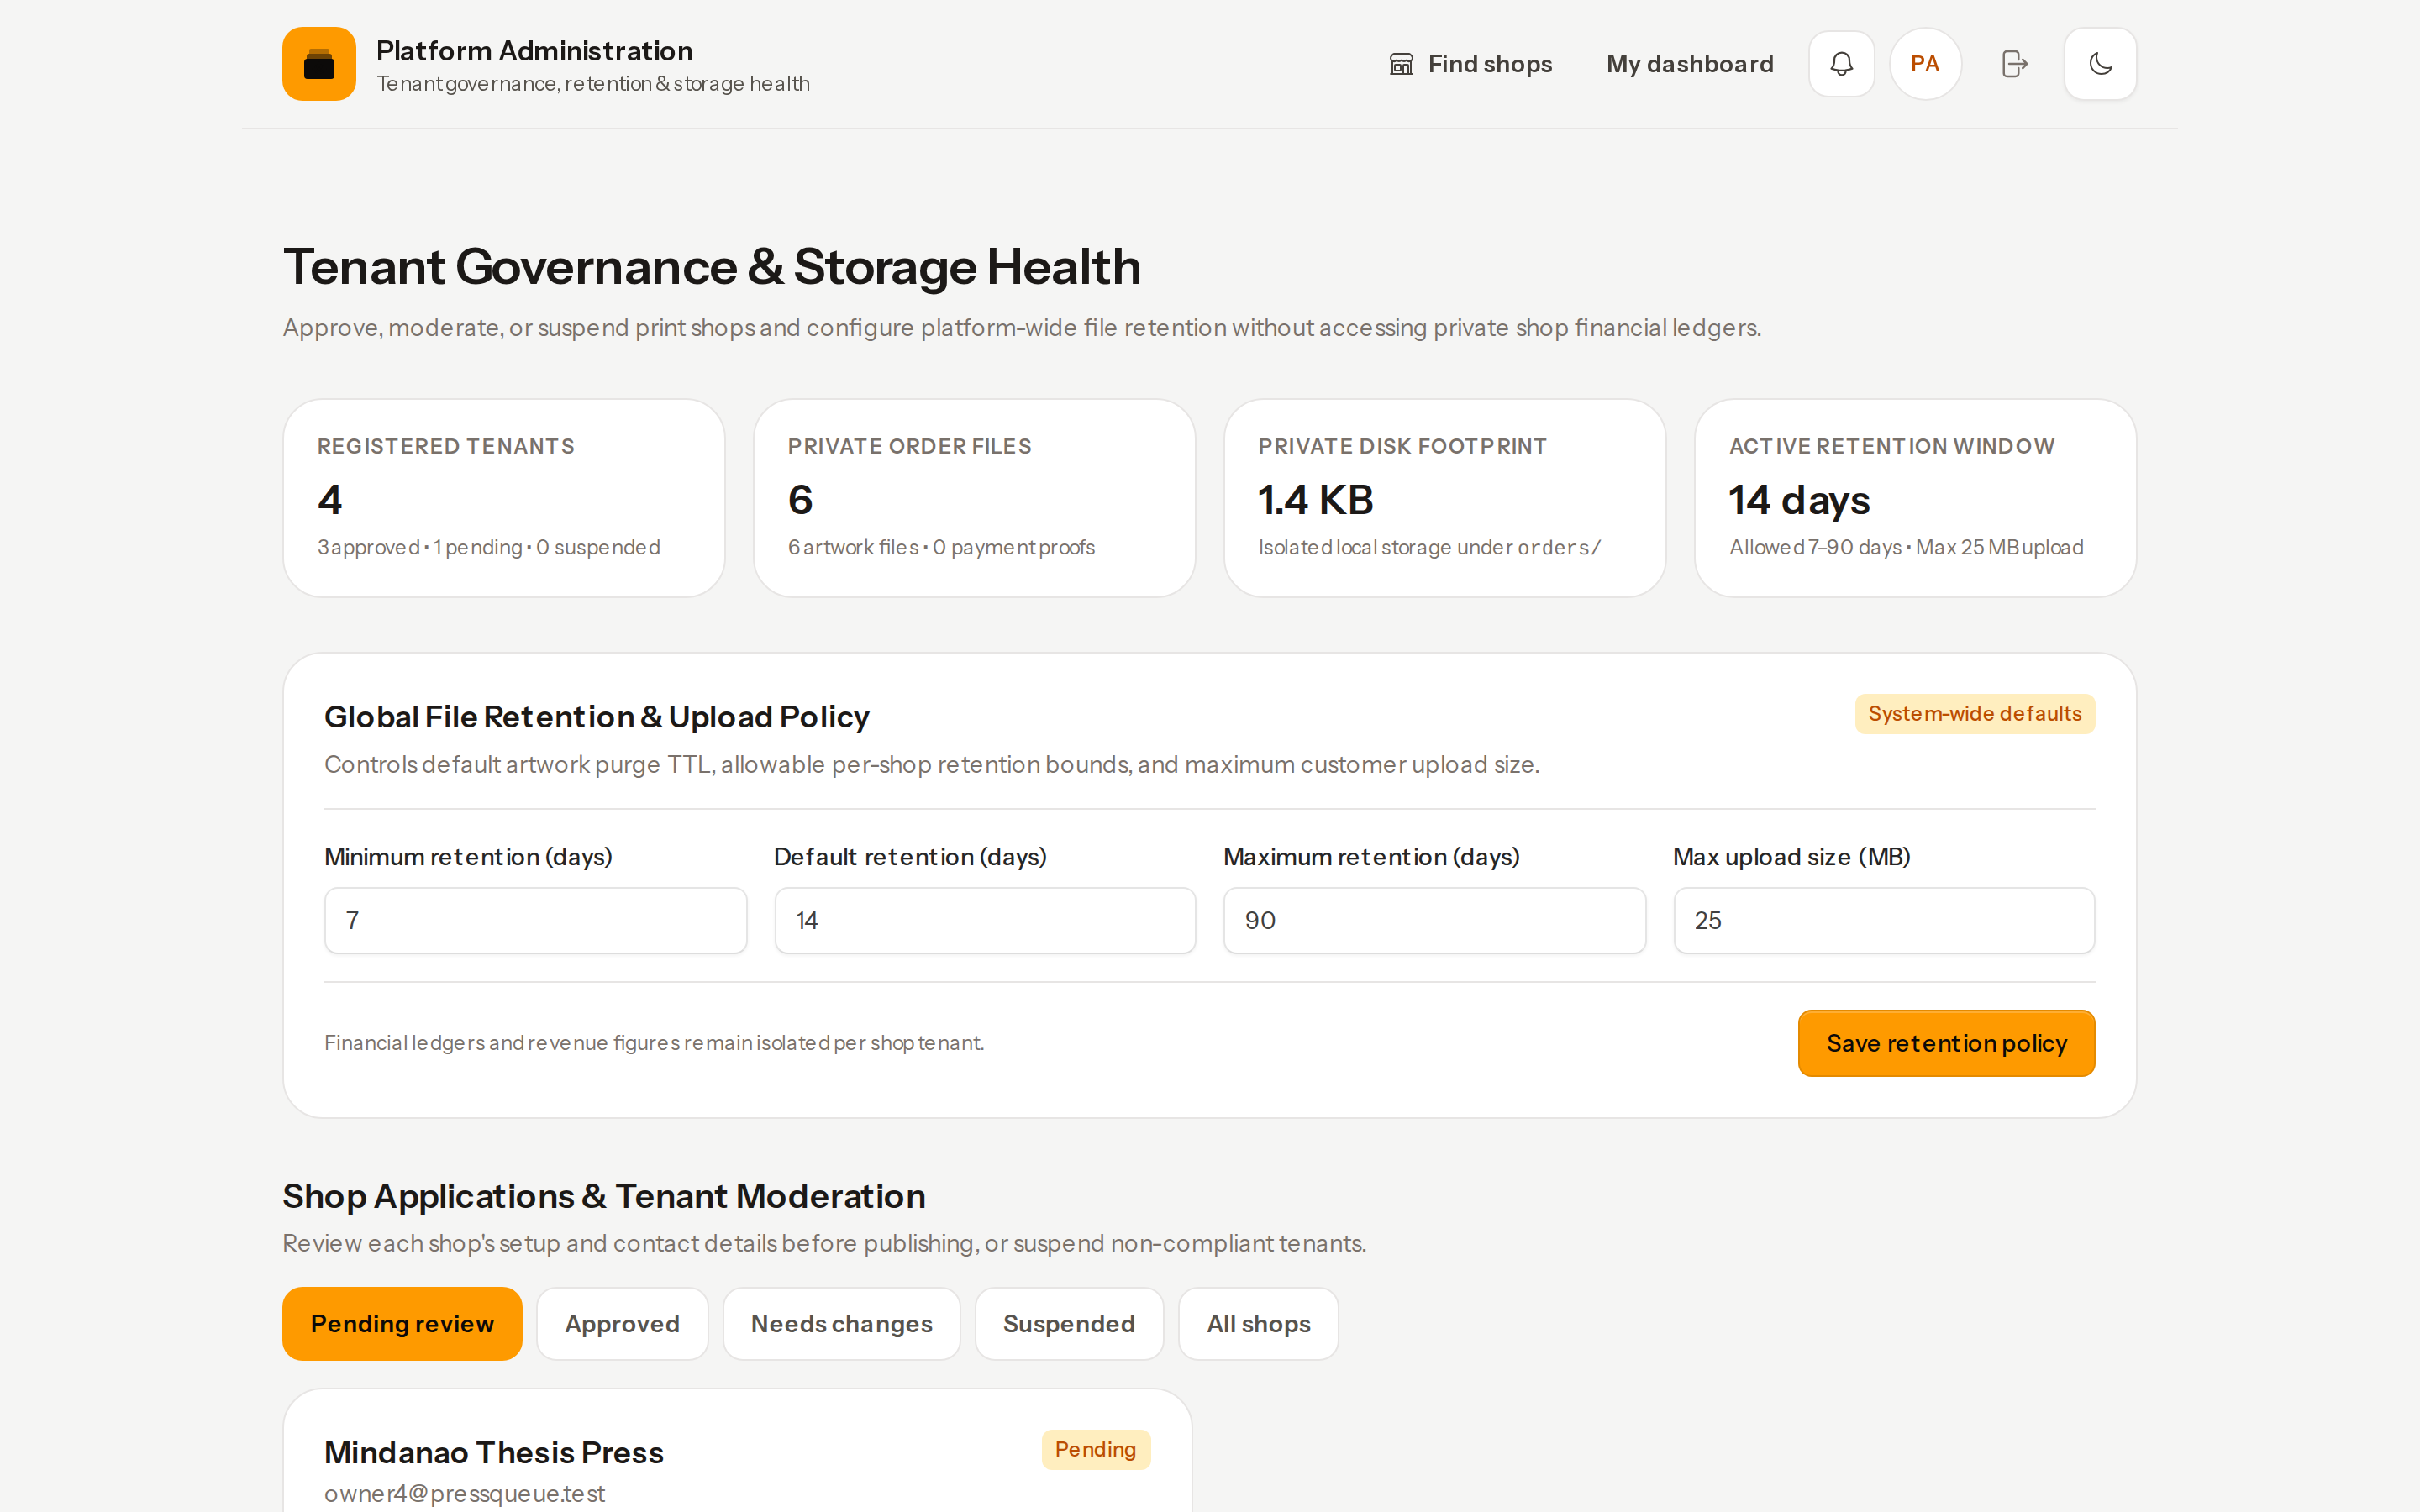 Platform Administration
Tenant governance, retention & storage health
Find shops
My dashboard
PA
Tenant Governance & Storage Health
Approve, moderate, or suspend print shops and configure platform-wide file retention without accessing private shop financial ledgers.
REGISTERED TENANTS
4
3 approved • 1 pending • 0 suspended
PRIVATE ORDER FILES
6
6 artwork files • 0 payment proofs
PRIVATE DISK FOOTPRINT
1.4 KB
Isolated local storage under orders/
ACTIVE RETENTION WINDOW
14 days
Allowed 7–90 days • Max 25 MB upload
Global File Retention & Upload Policy
System-wide defaults
Controls default artwork purge TTL, allowable per-shop retention bounds, and maximum customer upload size.
Minimum retention (days)
Default retention (days)
Maximum retention (days)
Max upload size (MB)
7
14
90
25
Financial ledgers and revenue figures remain isolated per shop tenant.
Save retention policy
Shop Applications & Tenant Moderation
Review each shop's setup and contact details before publishing, or suspend non-compliant tenants.
Pending review
Approved
Needs changes
Suspended
All shops
Mindanao Thesis Press
Pending
owner4@pressqueue.test